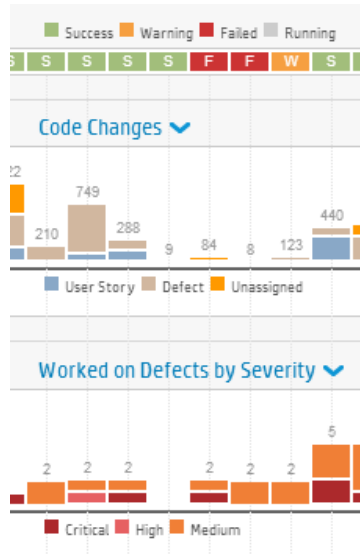 Success Warning Failed Running
S S S S S F F W S
Code Changes
22 210 749 288 9 84 8 123 440
User Story Defect Unassigned
Worked on Defects by Severity
2 2 2 2 2 2 5
Critical High Medium